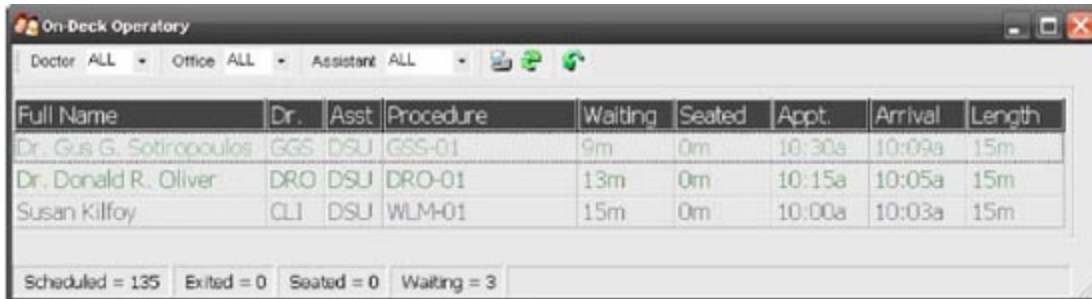 On-Deck Operatory
Doctor ALL Office ALL Assistant ALL
Full Name Dr. Asst Procedure Waiting Seated Appt. Arrival Length
Dr. Gus G. Sotiropoulos GGS DSU GSS-01 9m 0m 10:30a 10:09a 15m
Dr. Donald R. Oliver DRO DSU DRO-01 13m 0m 10:15a 10:05a 15m
Susan Kilfoy CLI DSU WLM-01 15m 0m 10:00a 10:03a 15m
Scheduled = 135 Exited = 0 Seated = 0 Waiting = 3